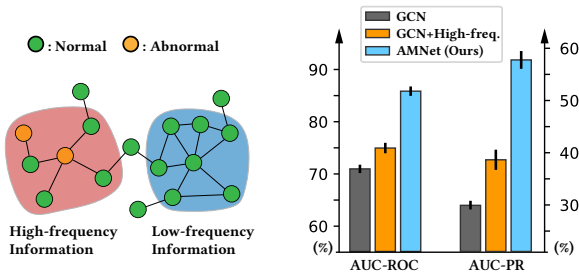 : Normal : Abnormal
High-frequency
Information
Low-frequency
Information
GCN
GCN+High-freq.
AMNet (Ours)
90
80
70
60
(%)
60
50
40
30
(%)
AUC-ROC
AUC-PR